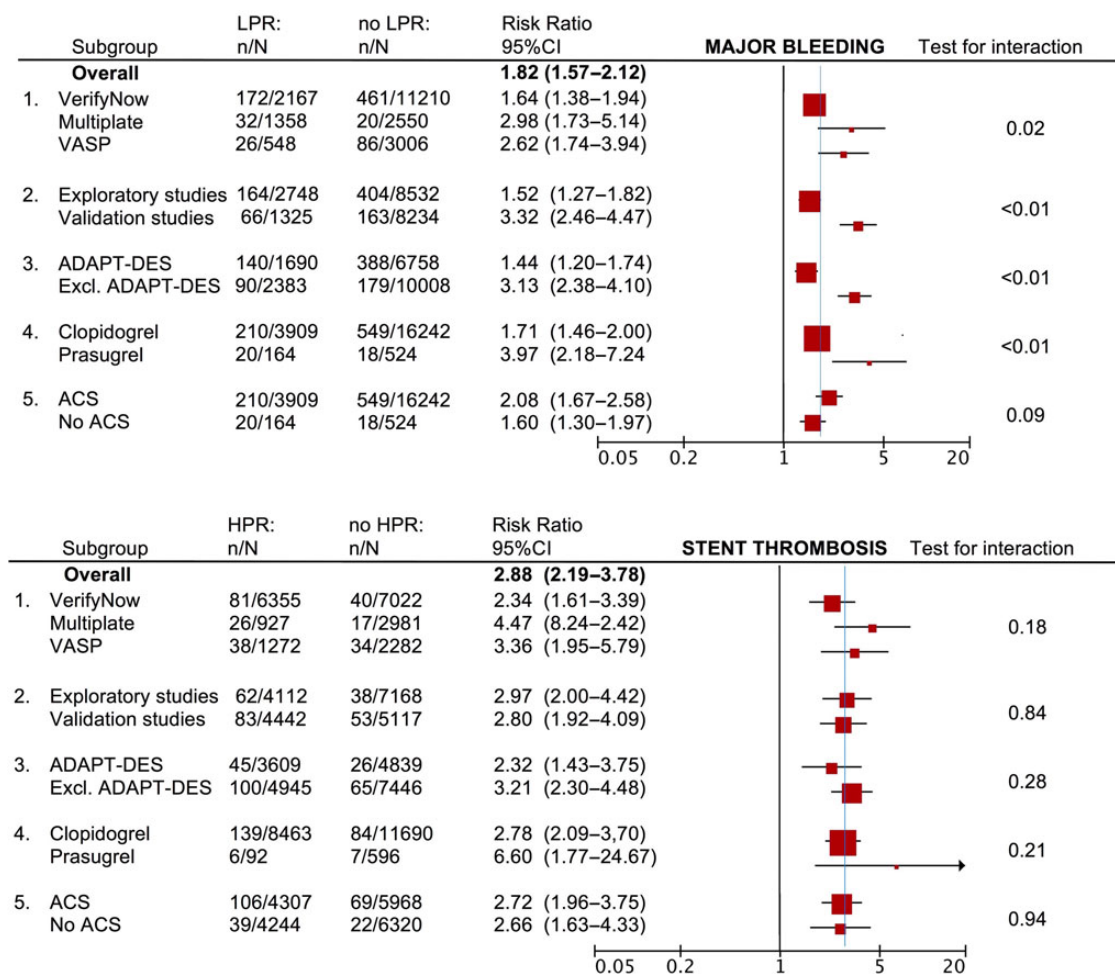 LPR: no LPR: Risk Ratio
Subgroup n/N n/N 95%CI MAJOR BLEEDING Test for interaction
Overall 1.82 (1.57–2.12)
1. VerifyNow 172/2167 461/11210 1.64 (1.38–1.94)
Multiplate 32/1358 20/2550 2.98 (1.73–5.14) 0.02
VASP 26/548 86/3006 2.62 (1.74–3.94)
2. Exploratory studies 164/2748 404/8532 1.52 (1.27–1.82) <0.01
Validation studies 66/1325 163/8234 3.32 (2.46–4.47)
3. ADAPT-DES 140/1690 388/6758 1.44 (1.20–1.74) <0.01
Excl. ADAPT-DES 90/2383 179/10008 3.13 (2.38–4.10)
4. Clopidogrel 210/3909 549/16242 1.71 (1.46–2.00) <0.01
Prasugrel 20/164 18/524 3.97 (2.18–7.24
5. ACS 210/3909 549/16242 2.08 (1.67–2.58) 0.09
No ACS 20/164 18/524 1.60 (1.30–1.97)
0.05 0.2 1 5 20
HPR: no HPR: Risk Ratio
Subgroup n/N n/N 95%CI STENT THROMBOSIS Test for interaction
Overall 2.88 (2.19–3.78)
1. VerifyNow 81/6355 40/7022 2.34 (1.61–3.39)
Multiplate 26/927 17/2981 4.47 (8.24–2.42) 0.18
VASP 38/1272 34/2282 3.36 (1.95–5.79)
2. Exploratory studies 62/4112 38/7168 2.97 (2.00–4.42) 0.84
Validation studies 83/4442 53/5117 2.80 (1.92–4.09)
3. ADAPT-DES 45/3609 26/4839 2.32 (1.43–3.75) 0.28
Excl. ADAPT-DES 100/4945 65/7446 3.21 (2.30–4.48)
4. Clopidogrel 139/8463 84/11690 2.78 (2.09–3,70) 0.21
Prasugrel 6/92 7/596 6.60 (1.77–24.67)
5. ACS 106/4307 69/5968 2.72 (1.96–3.75) 0.94
No ACS 39/4244 22/6320 2.66 (1.63–4.33)
0.05 0.2 1 5 20